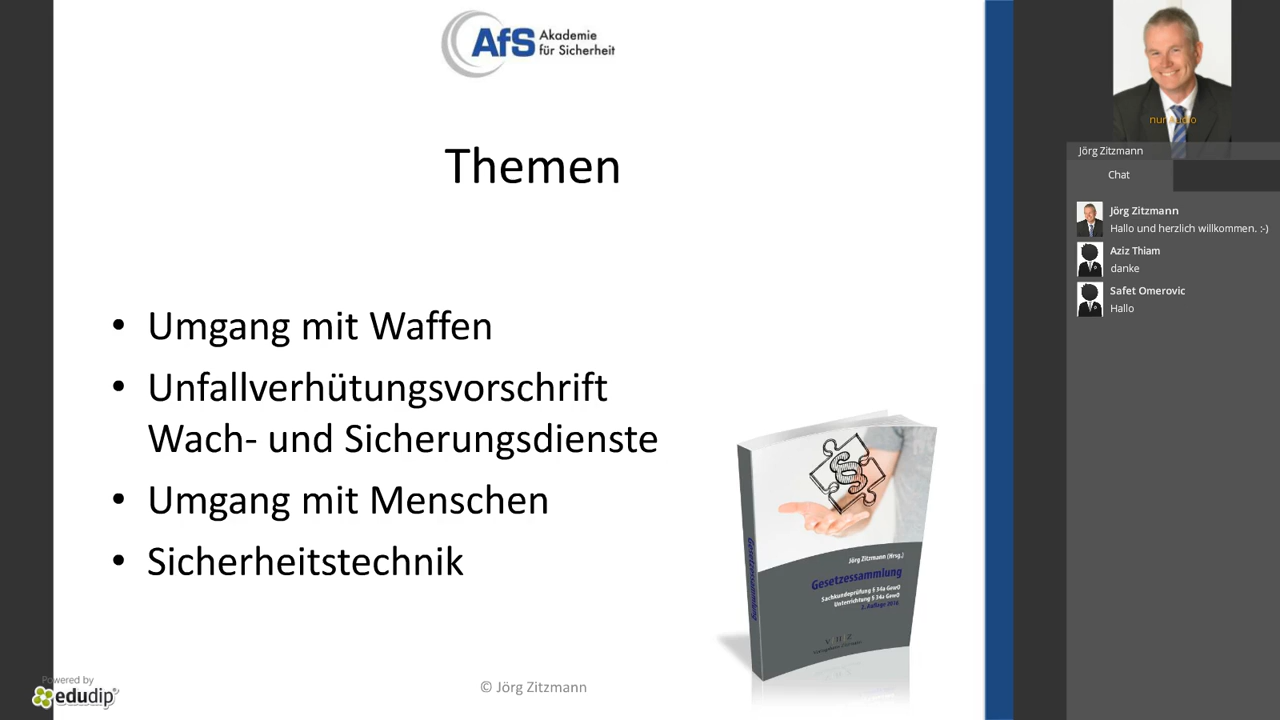 AfS Akademie
für Sicherheit
Themen
• Umgang mit Waffen
• Unfallverhütungsvorschrift
Wach- und Sicherungsdienste
• Umgang mit Menschen
• Sicherheitstechnik
Gesetzessammlung
Jörg Zitzmann (Hrsg.)
Gesetzessammlung
Sachkundeprüfung § 34a GewO
Unterrichtung § 34a GewO
2. Auflage 2016
© Jörg Zitzmann
Powered by
edudip®
nur Audio
Jörg Zitzmann
Chat
Jörg Zitzmann
Hallo und herzlich willkommen. :-)
Aziz Thiam
danke
Safet Omerovic
Hallo